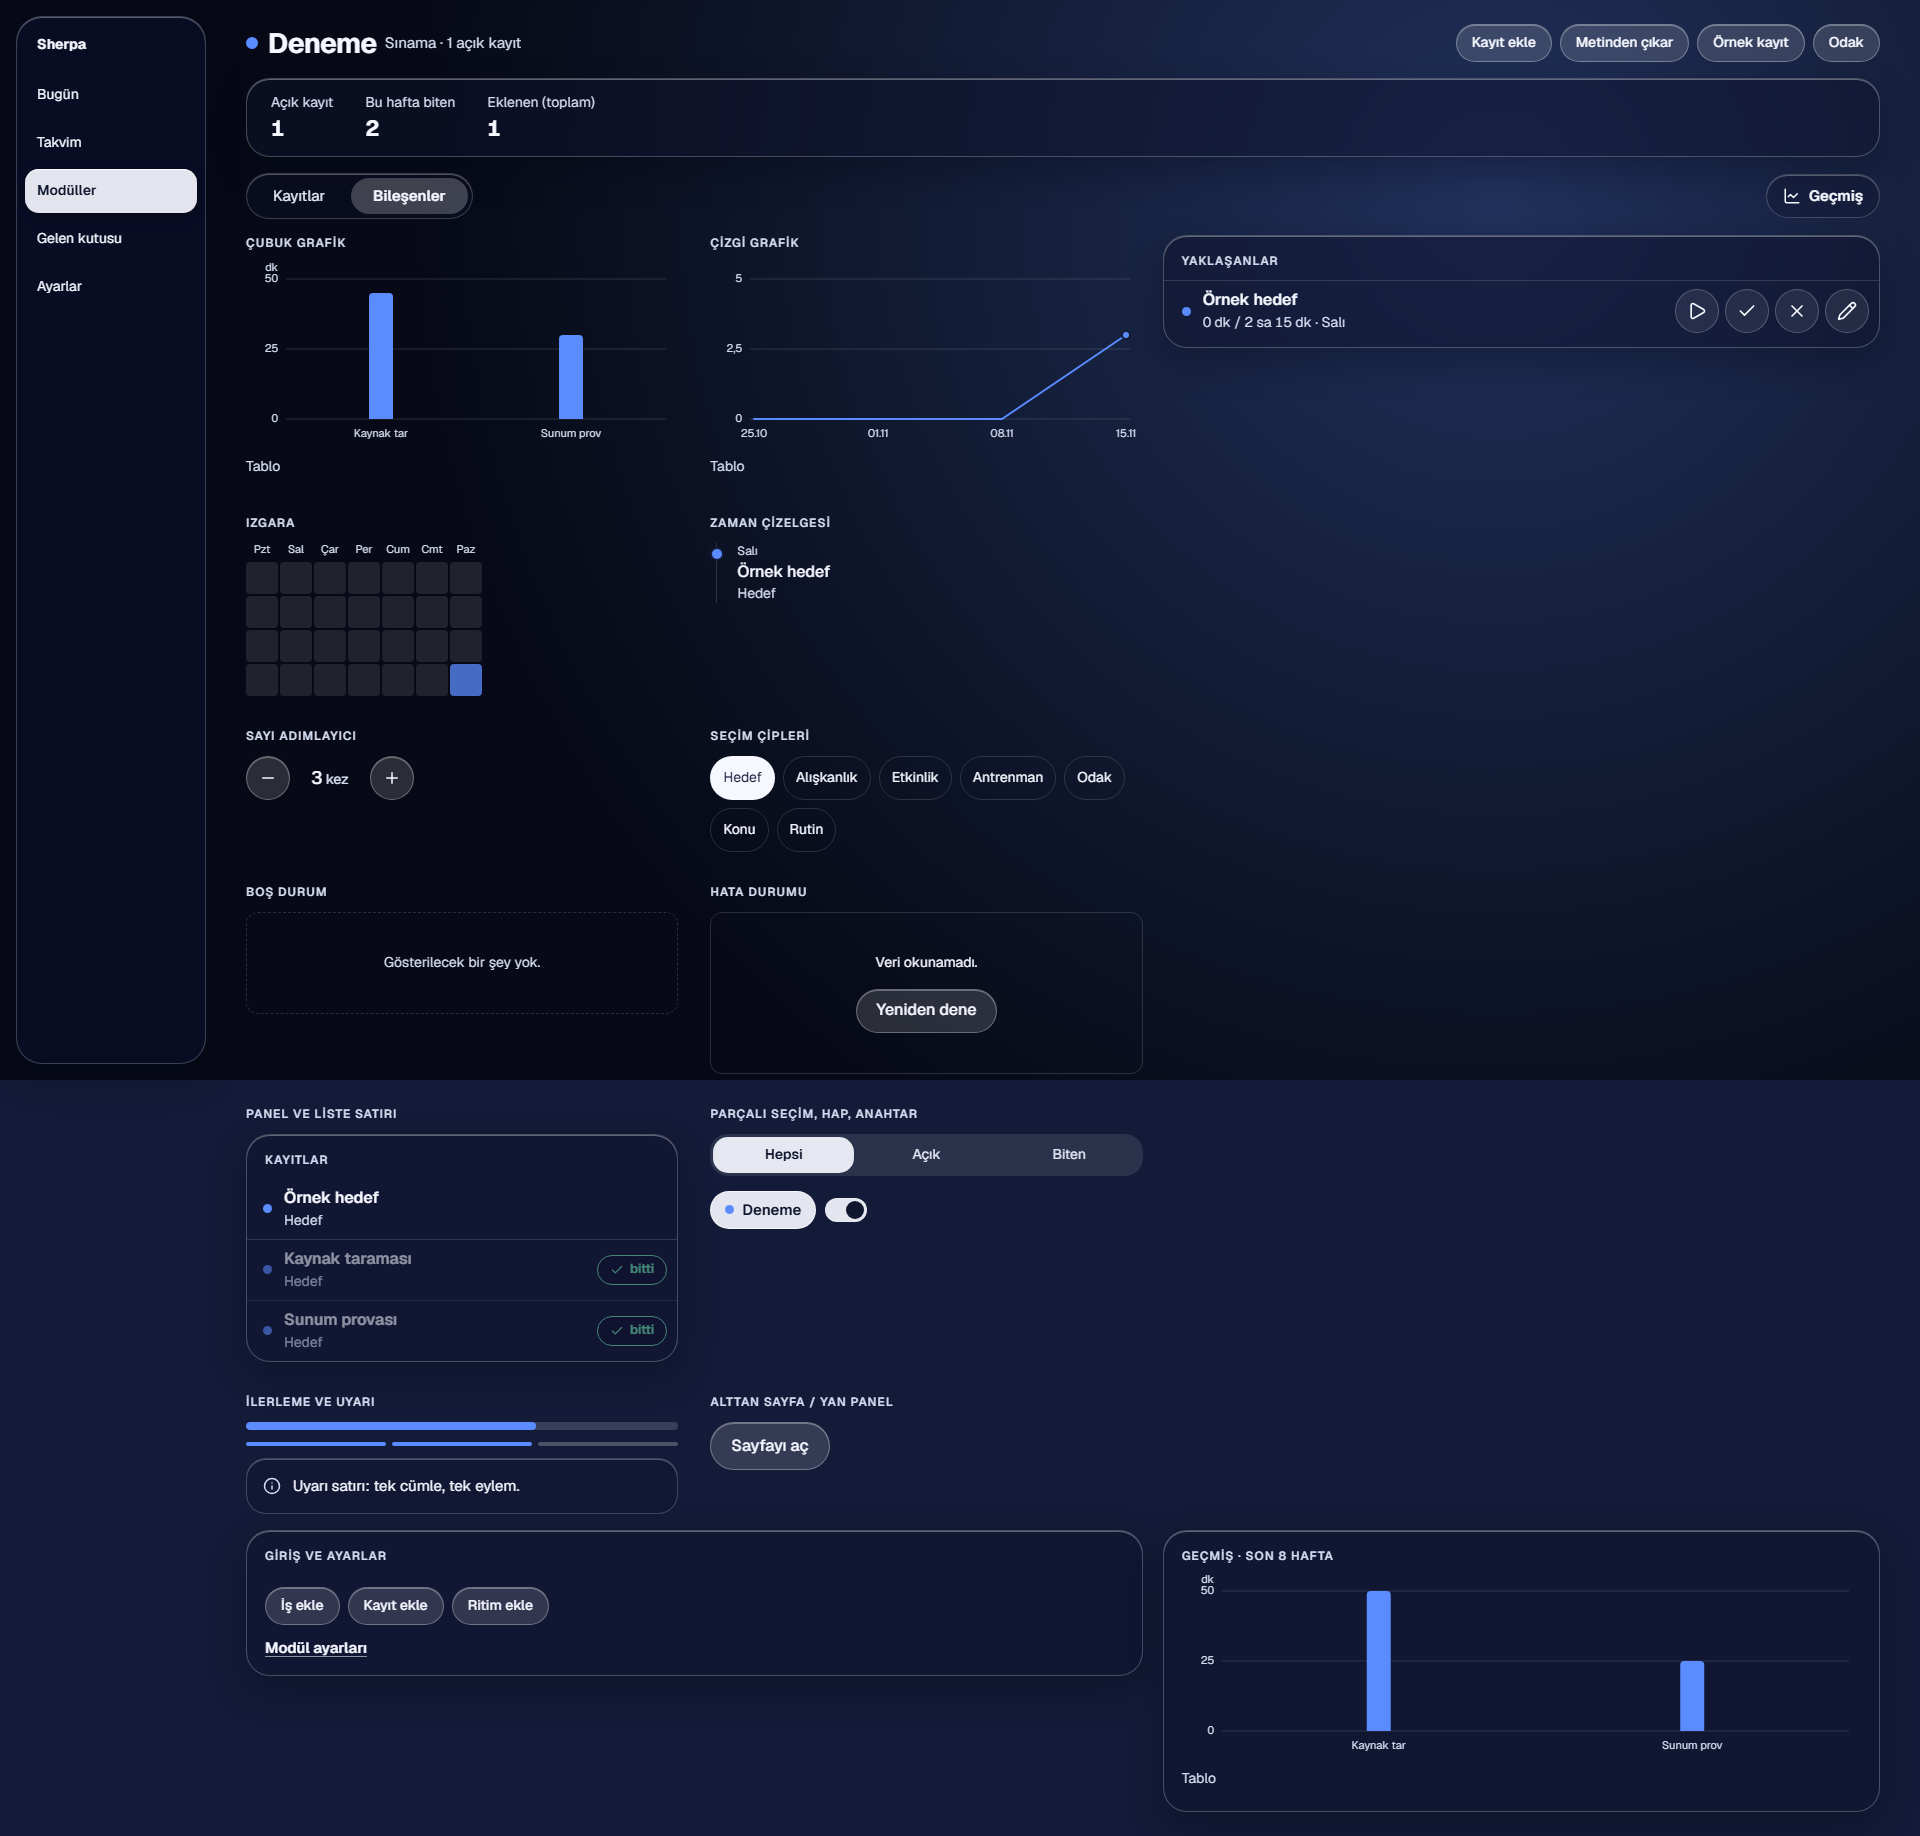 Sherpa
Bugün
Takvim
Modüller
Gelen kutusu
Ayarlar
Deneme Sınama · 1 açık kayıt
Kayıt ekle
Metinden çıkar
Örnek kayıt
Odak
Açık kayıt
1
Bu hafta biten
2
Eklenen (toplam)
1
Kayıtlar
Bileşenler
Geçmiş
ÇUBUK GRAFİK
dk
50
25
0
Kaynak tar
Sunum prov
Tablo
ÇİZGİ GRAFİK
5
2,5
0
25.10
01.11
08.11
15.11
Tablo
YAKLAŞANLAR
Örnek hedef
0 dk / 2 sa 15 dk · Salı
IZGARA
Pzt Sal Çar Per Cum Cmt Paz
ZAMAN ÇİZELGESİ
Salı
Örnek hedef
Hedef
SAYI ADIMLAYICI
3 kez
SEÇİM ÇİPLERİ
Hedef
Alışkanlık
Etkinlik
Antrenman
Odak
Konu
Rutin
BOŞ DURUM
Gösterilecek bir şey yok.
HATA DURUMU
Veri okunamadı.
Yeniden dene
PANEL VE LİSTE SATIRI
KAYITLAR
Örnek hedef
Hedef
Kaynak taraması
Hedef
bitti
Sunum provası
Hedef
bitti
PARÇALI SEÇİM, HAP, ANAHTAR
Hepsi
Açık
Biten
Deneme
İLERLEME VE UYARI
Uyarı satırı: tek cümle, tek eylem.
ALTTAN SAYFA / YAN PANEL
Sayfayı aç
GİRİŞ VE AYARLAR
İş ekle
Kayıt ekle
Ritim ekle
Modül ayarları
GEÇMİŞ · SON 8 HAFTA
dk
50
25
0
Kaynak tar
Sunum prov
Tablo